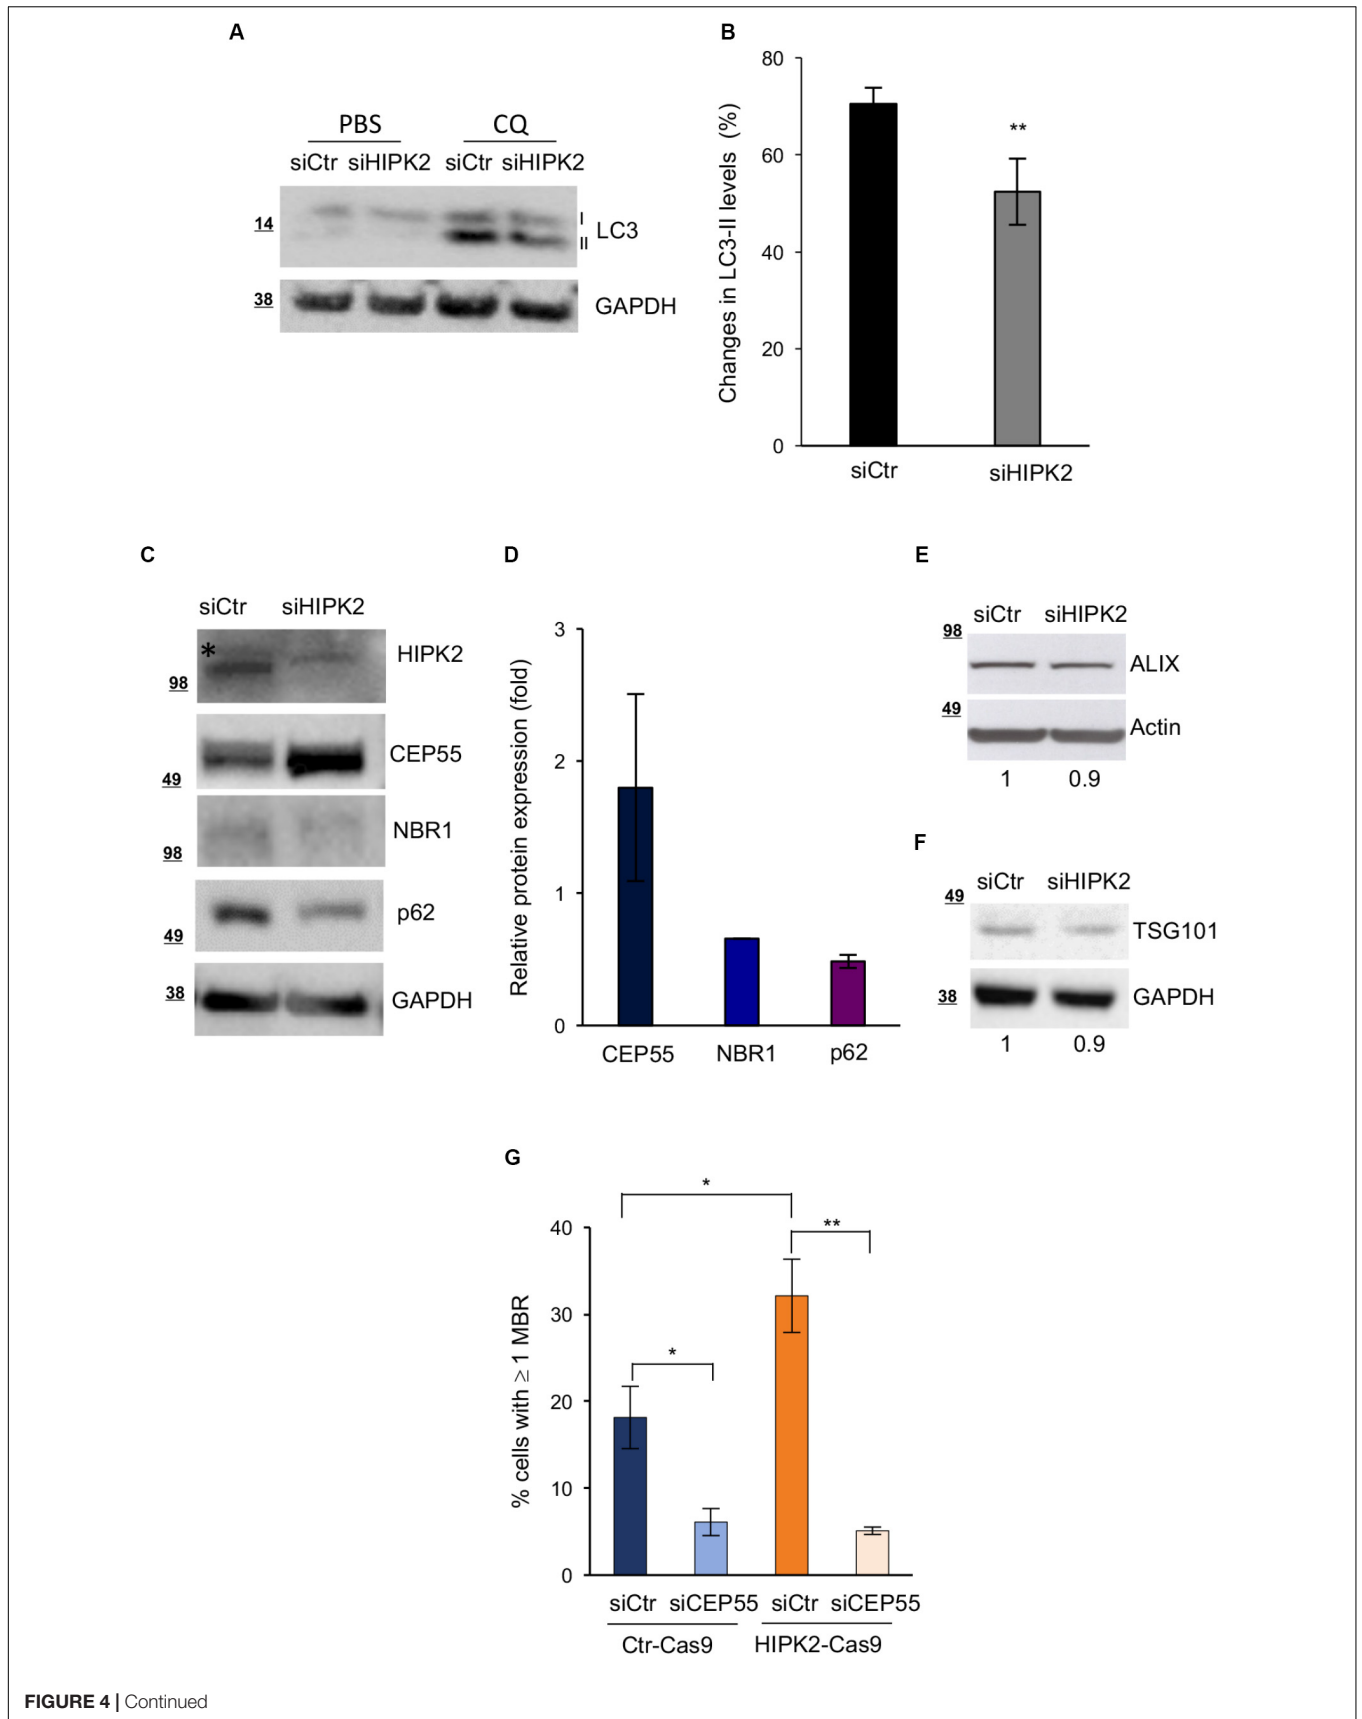 A
PBS CQ
siCtr siHIPK2 siCtr siHIPK2
14
I
II
LC3
38
GAPDH
B
Changes in LC3-II levels (%)
80
60
40
20
0
**
siCtr siHIPK2
C
siCtr siHIPK2
*
HIPK2
98
CEP55
49
NBR1
98
p62
49
38
GAPDH
D
Relative protein expression (fold)
3
2
1
0
CEP55 NBR1 p62
E
siCtr siHIPK2
98
ALIX
49
Actin
1 0.9
F
siCtr siHIPK2
49
TSG101
38
GAPDH
1 0.9
G
% cells with ≥ 1 MBR
40
30
20
10
0
*
**
*
siCtr siCEP55 siCtr siCEP55
Ctr-Cas9 HIPK2-Cas9
FIGURE 4 | Continued